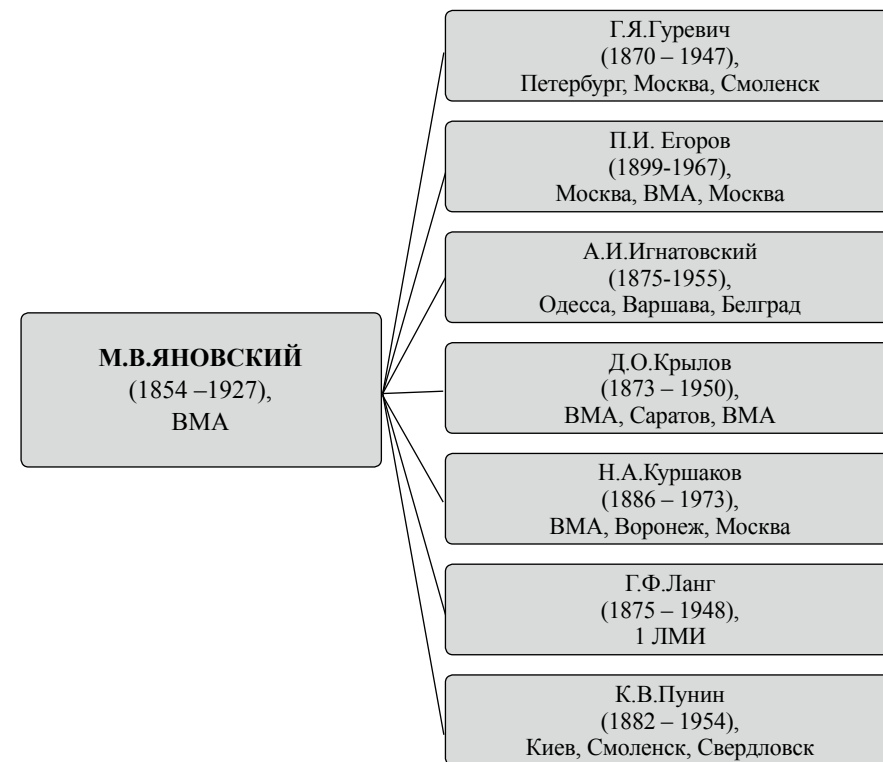 М.В.ЯНОВСКИЙ
(1854 –1927),
ВМА
Г.Я.Гуревич
(1870 – 1947),
Петербург, Москва, Смоленск
П.И. Егоров
(1899-1967),
Москва, ВМА, Москва
А.И.Игнатовский
(1875-1955),
Одесса, Варшава, Белград
Д.О.Крылов
(1873 – 1950),
ВМА, Саратов, ВМА
Н.А.Куршаков
(1886 – 1973),
ВМА, Воронеж, Москва
Г.Ф.Ланг
(1875 – 1948),
1 ЛМИ
К.В.Пунин
(1882 – 1954),
Киев, Смоленск, Свердловск